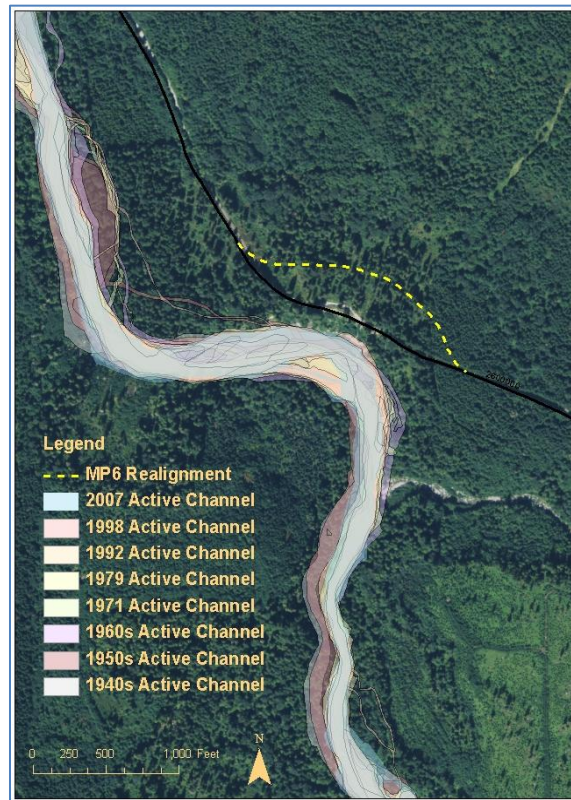 Legend
MP6 Realignment
2007 Active Channel
1998 Active Channel
1992 Active Channel
1979 Active Channel
1971 Active Channel
1960s Active Channel
1950s Active Channel
1940s Active Channel
N
0 250 500 1,000 Feet